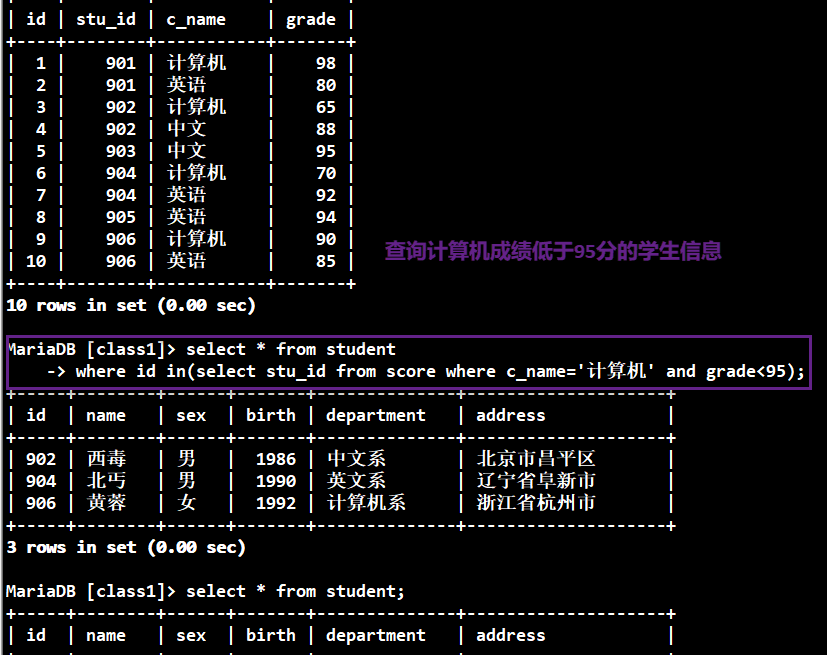 | id | stu_id | c_name | grade |
+----+--------+-----------+-------+
| 1 | 901 | 计算机 | 98 |
| 2 | 901 | 英语 | 80 |
| 3 | 902 | 计算机 | 65 |
| 4 | 902 | 中文 | 88 |
| 5 | 903 | 中文 | 95 |
| 6 | 904 | 计算机 | 70 |
| 7 | 904 | 英语 | 92 |
| 8 | 905 | 英语 | 94 |
| 9 | 906 | 计算机 | 90 |
| 10 | 906 | 英语 | 85 |
查询计算机成绩低于95分的学生信息
+----+--------+-----------+-------+
10 rows in set (0.00 sec)
MariaDB [class1]> select * from student
-> where id in(select stu_id from score where c_name='计算机' and grade<95);
+-----+--------+------+-------+--------------+--------------------+
| id | name | sex | birth | department | address |
+-----+--------+------+-------+--------------+--------------------+
| 902 | 西毒 | 男 | 1986 | 中文系 | 北京市昌平区 |
| 904 | 北丐 | 男 | 1990 | 英文系 | 辽宁省阜新市 |
| 906 | 黄蓉 | 女 | 1992 | 计算机系 | 浙江省杭州市 |
+-----+--------+------+-------+--------------+--------------------+
3 rows in set (0.00 sec)
MariaDB [class1]> select * from student;
+-----+--------+------+-------+--------------+--------------------+
| id | name | sex | birth | department | address |